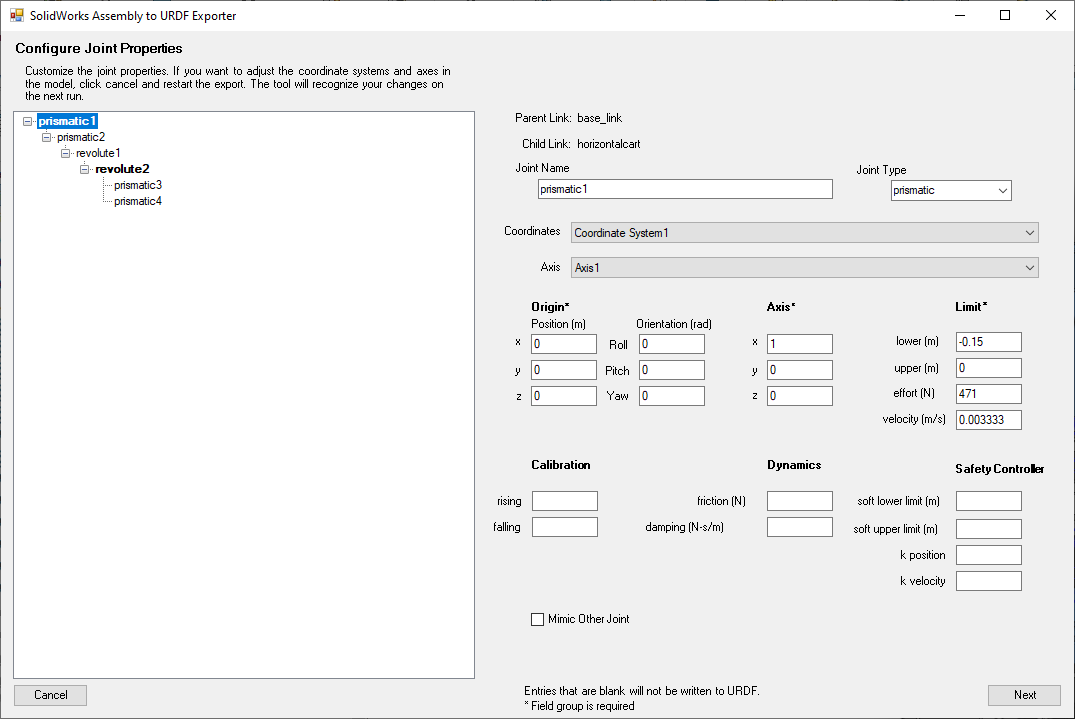 SolidWorks Assembly to URDF Exporter
Configure Joint Properties
Customize the joint properties. If you want to adjust the coordinate systems and axes in
the model, click cancel and restart the export. The tool will recognize your changes on
the next run.
prismatic1
prismatic2
revolute1
revolute2
prismatic3
prismatic4
Parent Link: base_link
Child Link: horizontalcart
Joint Name
Joint Type
prismatic1
prismatic
Coordinates Coordinate System1
Axis Axis1
Origin* Axis* Limit*
Position (m) Orientation (rad)
x 0 Roll 0 x 1 lower (m) -0.15
y 0 Pitch 0 y 0 upper (m) 0
z 0 Yaw 0 z 0 effort (N) 471
velocity (m/s) 0.003333
Calibration Dynamics Safety Controller
rising friction (N) soft lower limit (m)
falling damping (N-s/m) soft upper limit (m)
k position
k velocity
Mimic Other Joint
Entries that are blank will not be written to URDF.
* Field group is required
Cancel Next